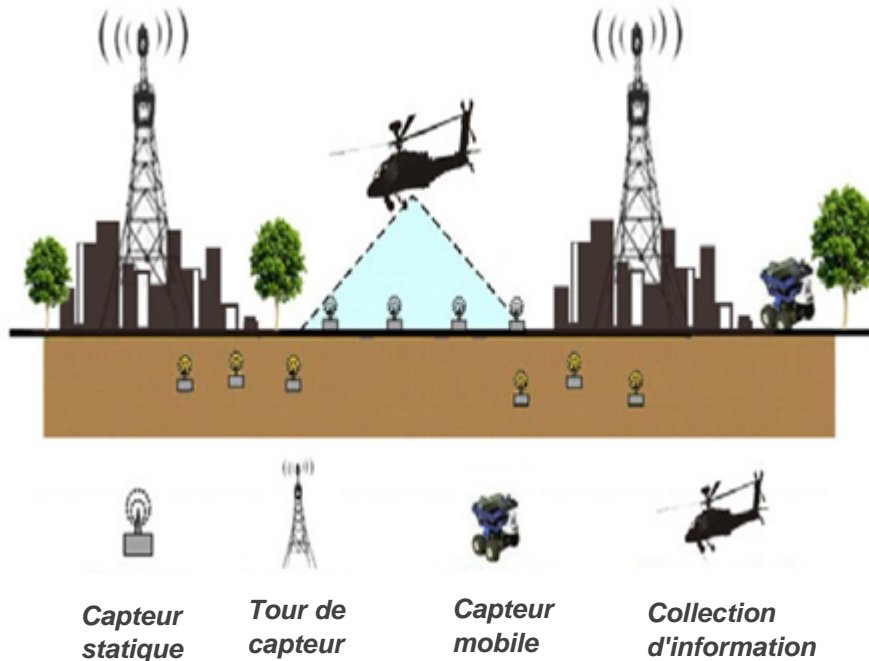 Capteur statique
Tour de capteur
Capteur mobile
Collection d'information